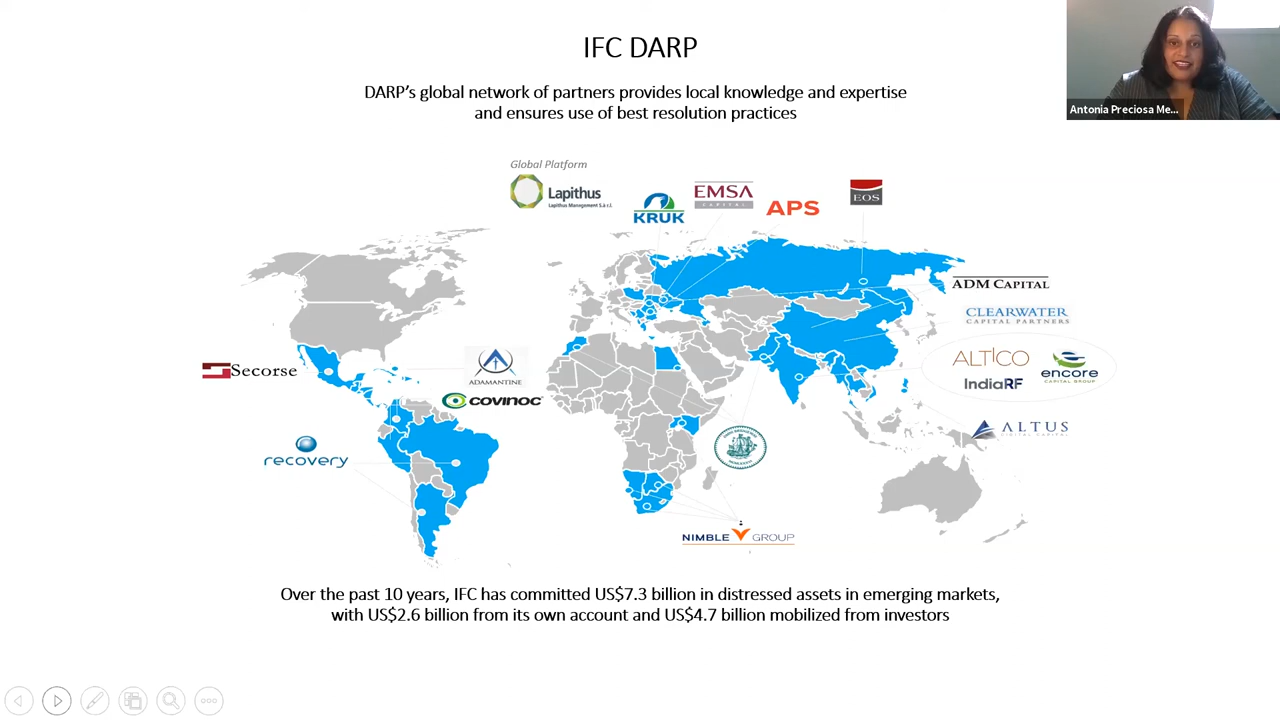 IFC DARP
Antonia Preciosa Me...
DARP's global network of partners provides local knowledge and expertise
and ensures use of best resolution practices
Global Platform
Lapithus
Lapithus Management S.à r.l.
KRUK
EMSA
CAPITAL
APS
EOS
ADM CAPITAL
CLEARWATER
CAPITAL PARTNERS
ALTICO
IndiaRF
encore
CAPITAL GROUP
Secorse
ADAMANTINE
covinoc
recovery
ALTUS
NIMBLE GROUP
Over the past 10 years, IFC has committed US$7.3 billion in distressed assets in emerging markets,
with US$2.6 billion from its own account and US$4.7 billion mobilized from investors